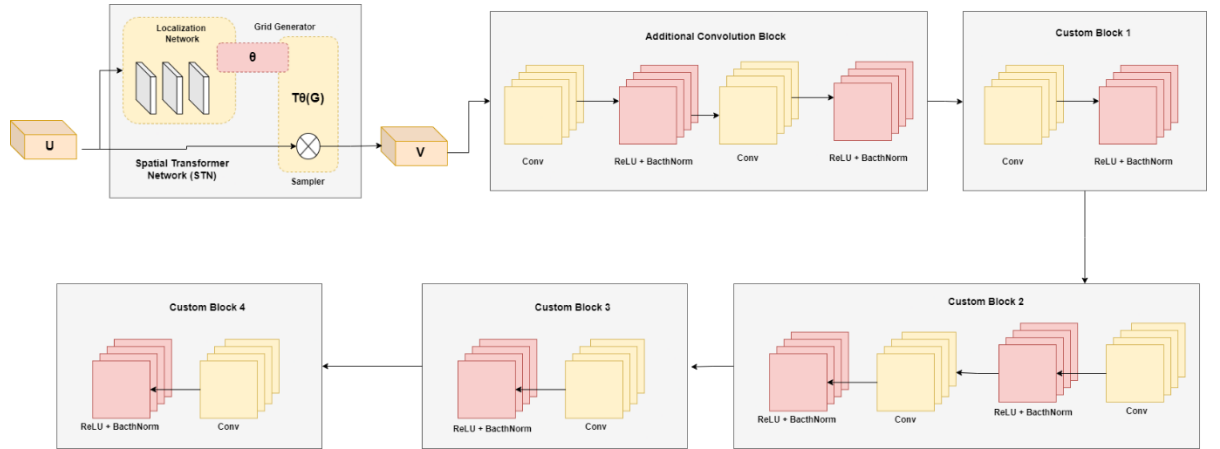 Localization
Network
Grid Generator
θ
Tθ(G)
U
Spatial Transformer
Network (STN)
Sampler
V
Additional Convolution Block
Conv
ReLU + BacthNorm
Conv
ReLU + BacthNorm
Custom Block 1
Conv
ReLU + BacthNorm
Custom Block 4
ReLU + BacthNorm
Conv
Custom Block 3
ReLU + BacthNorm
Conv
Custom Block 2
ReLU + BacthNorm
Conv
ReLU + BacthNorm
Conv